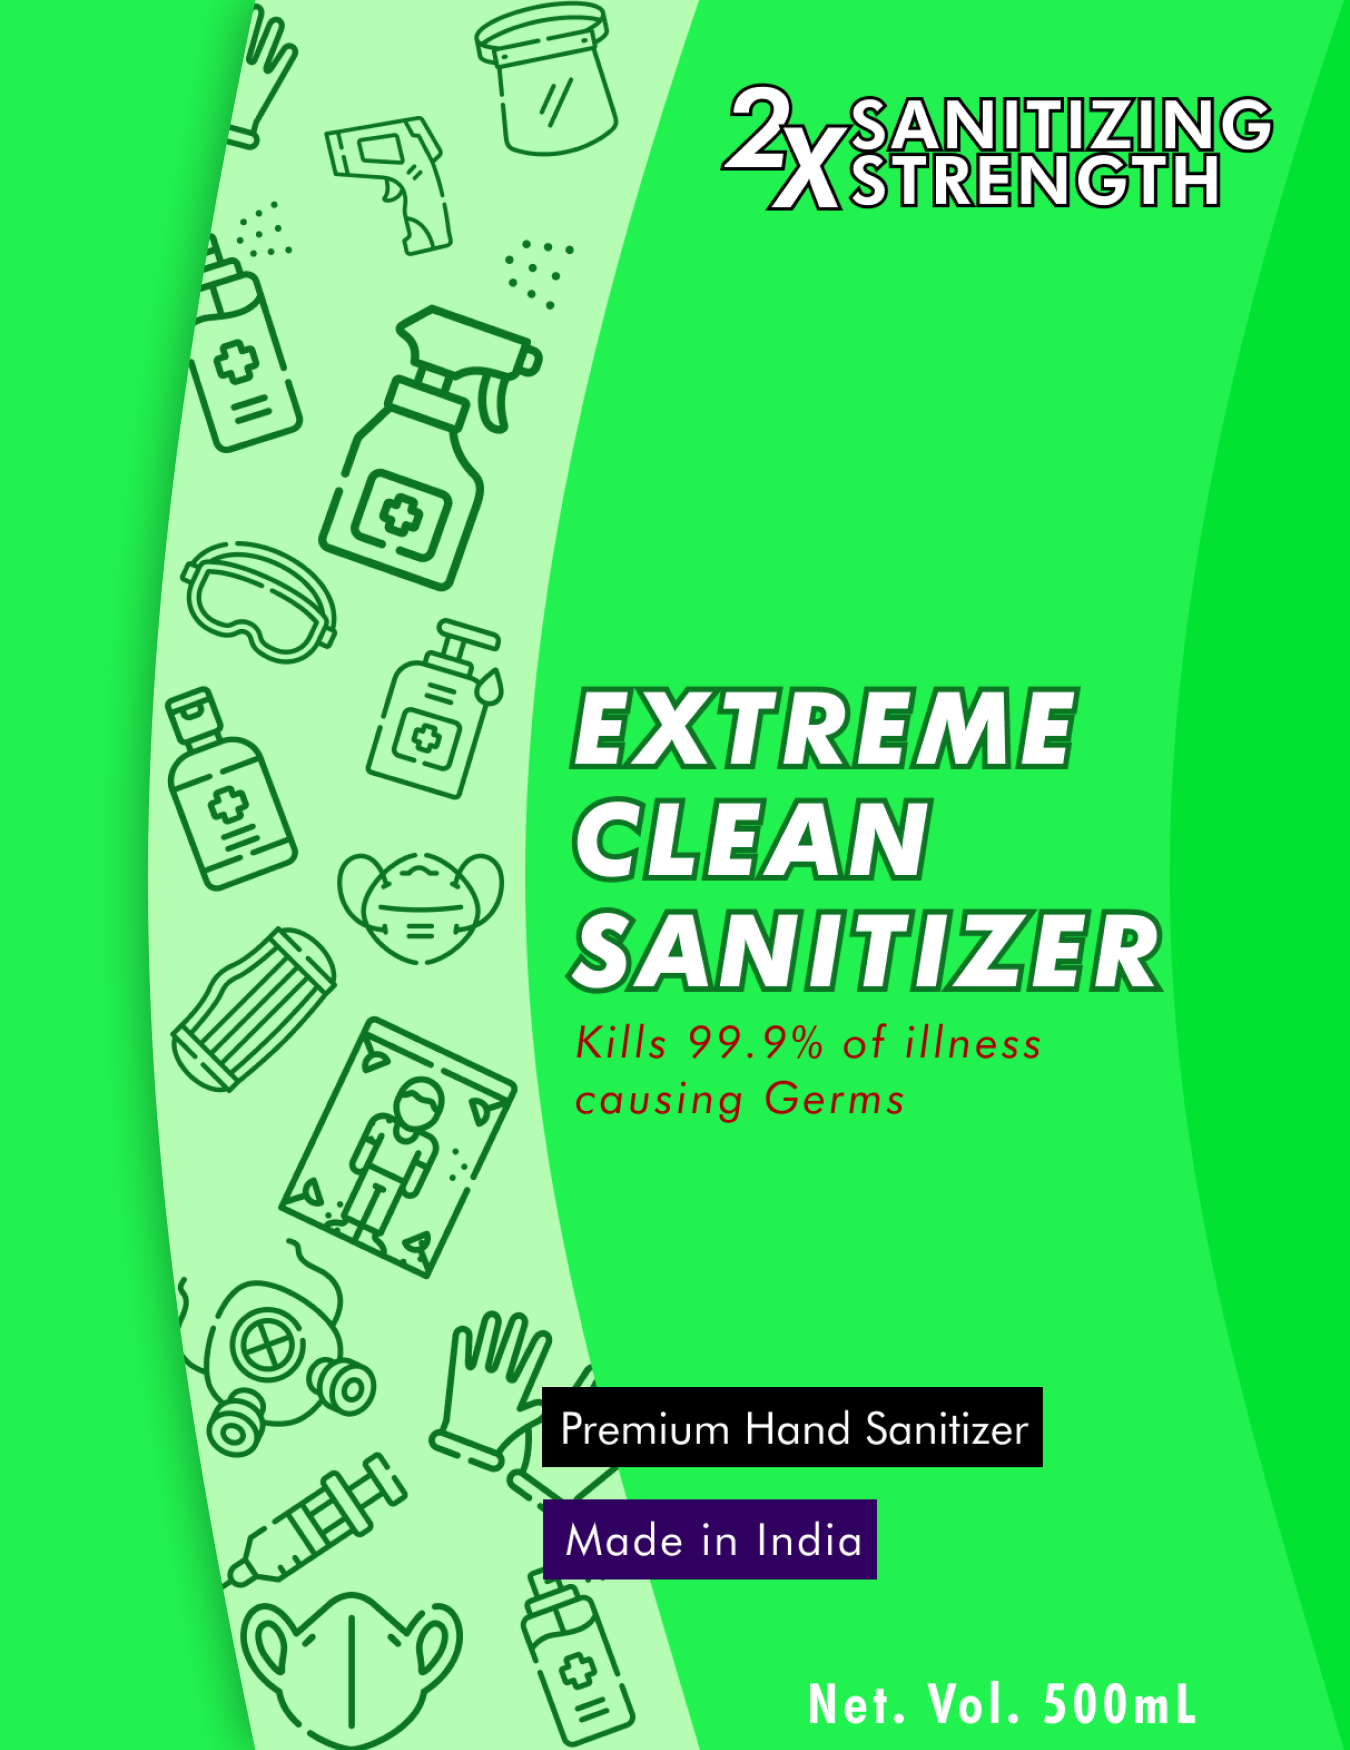 2x SANITIZING
STRENGTH
EXTREME
CLEAN
SANITIZER
Kills 99.9% of illness
causing Germs
Premium Hand Sanitizer
Made in India
Net. Vol. 500mL